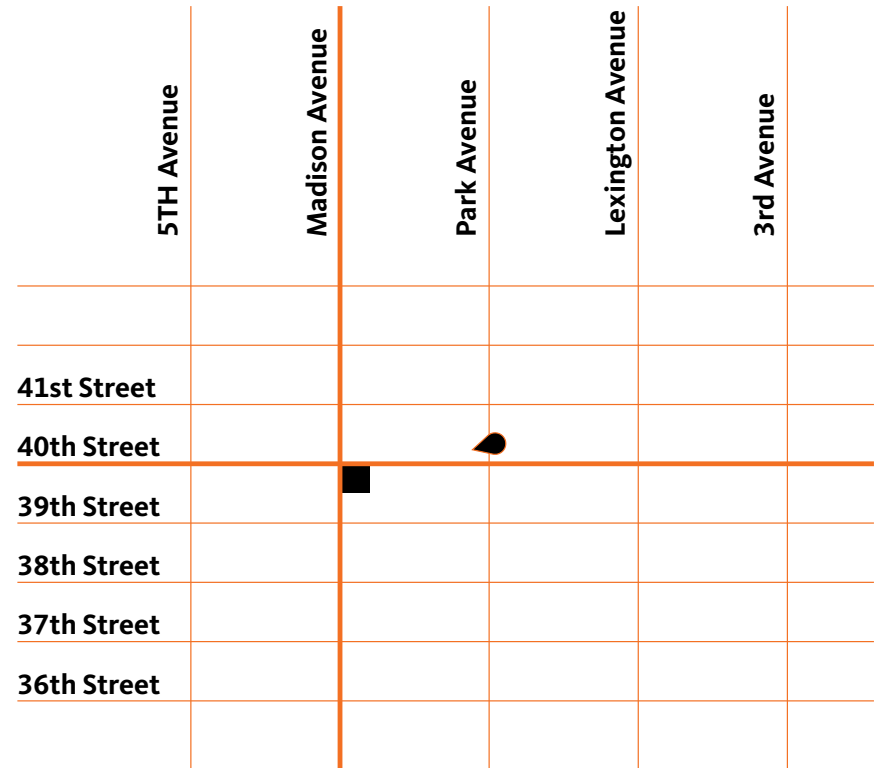 5TH Avenue
Madison Avenue
Park Avenue
Lexington Avenue
3rd Avenue
41st Street
40th Street
39th Street
38th Street
37th Street
36th Street